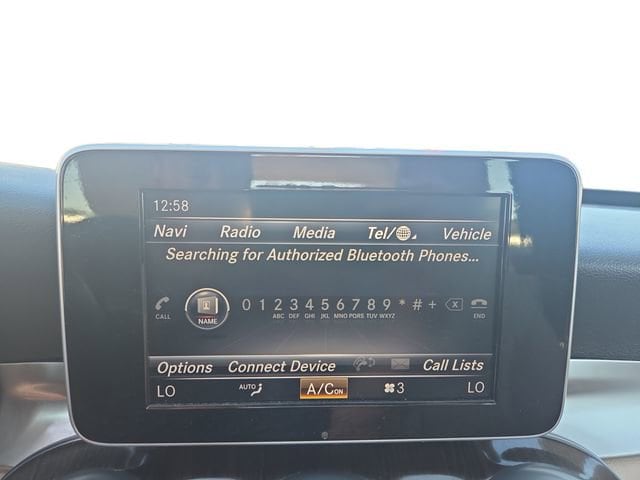 12:58
Navi Radio Media Tel/ Vehicle
Searching for Authorized Bluetooth Phones...
0 1 2 3 4 5 6 7 8 9 * # +
CALL NAME ABC DEF GHI JKL MNO PQRS TUV WXYZ END
Options Connect Device Call Lists
LO AUTO A/C ON 3 LO